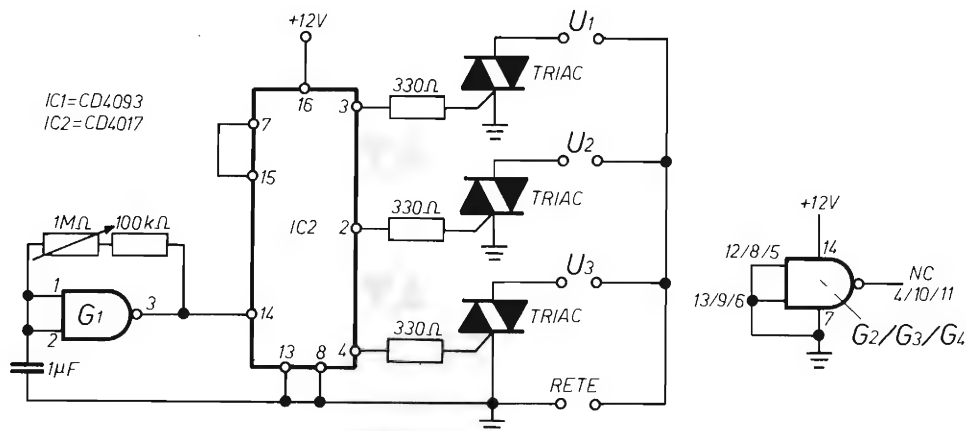 +12V
U1
TRIAC
330Ω
16
3
IC1=CD4093
IC2=CD4017
7
15
U2
TRIAC
330Ω
IC2
2
1MΩ
100kΩ
+12V
14
12/8/5
13/9/6
NC
4/10/11
7
G2/G3/G4
1
2
G1
3
14
U3
TRIAC
330Ω
4
13
8
1μF
RETE